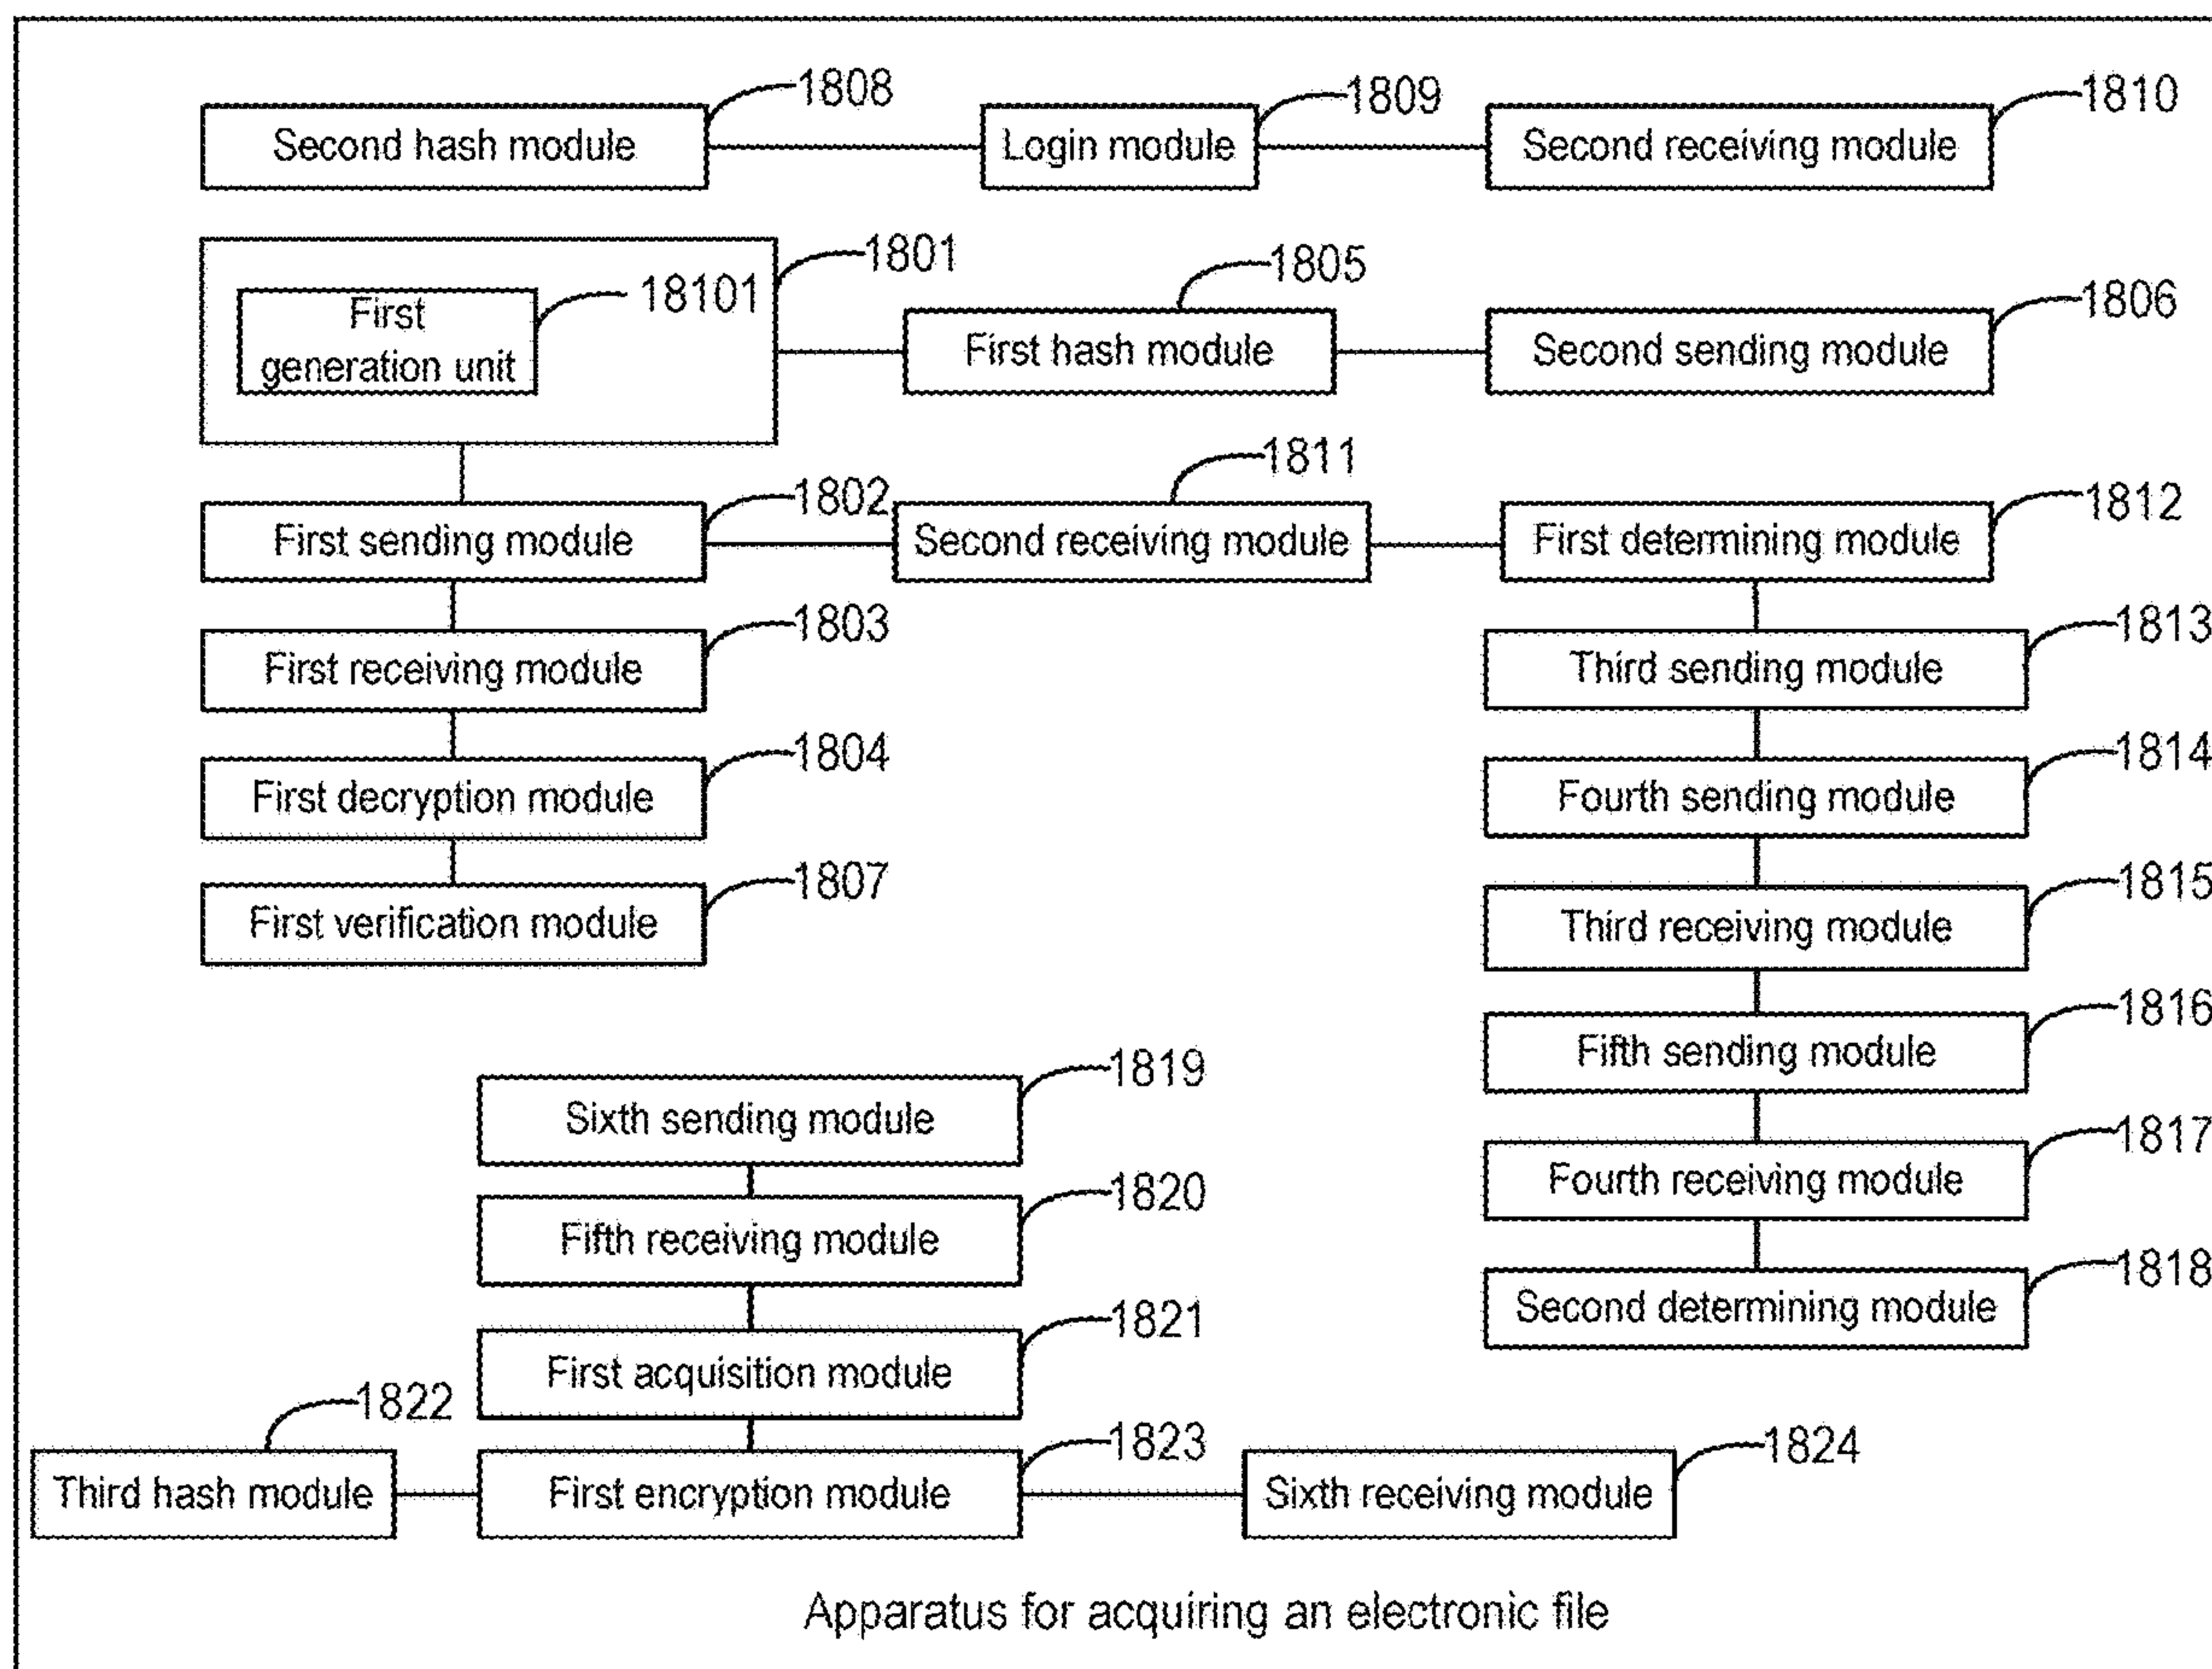 1808
1809
1810
Second hash module
Login module
Second receiving module
1801
1805
18101
1806
First
generation unit
First hash module
Second sending module
1811
1802
1812
First sending module
Second receiving module
First determining module
1803
1813
First receiving module
Third sending module
1804
1814
First decryption module
Fourth sending module
1807
1815
First verification module
Third receiving module
1816
Fifth sending module
1819
Sixth sending module
1817
Fourth receiving module
1820
Fifth receiving module
1818
Second determining module
1821
First acquisition module
1822
1823
1824
Third hash module
First encryption module
Sixth receiving module
Apparatus for acquiring an electronic file